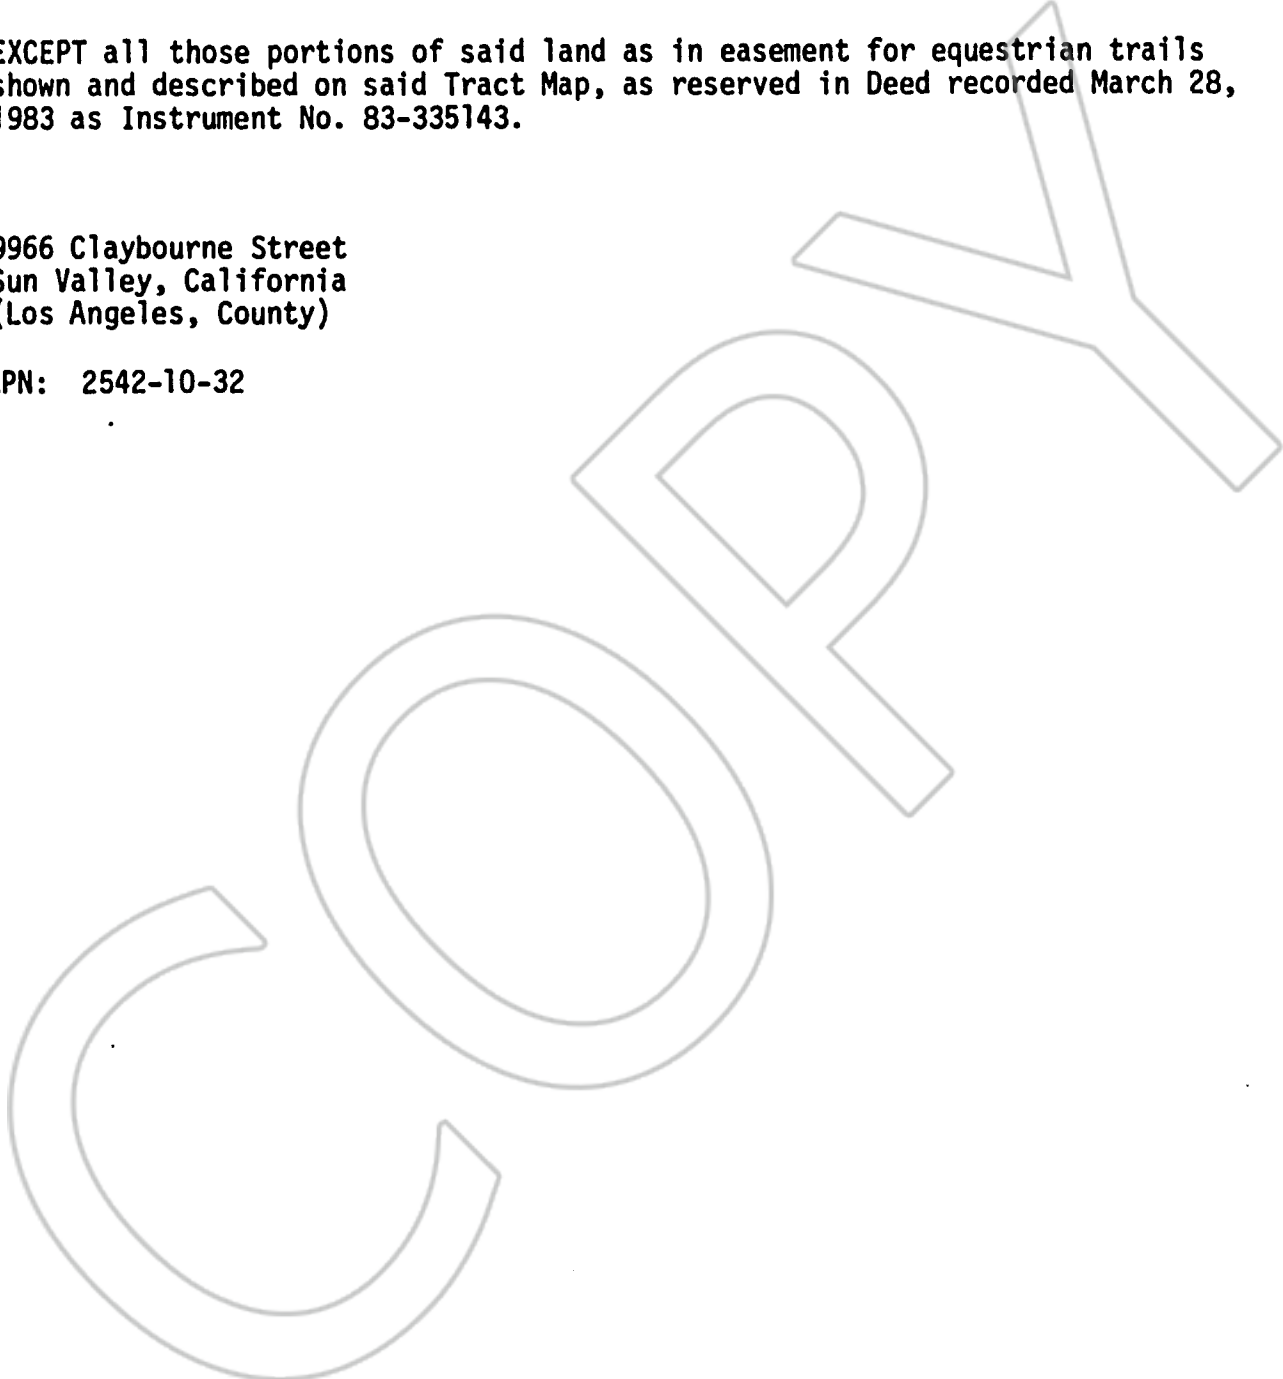 EXCEPT all those portions of said land as in easement for equestrian trails
shown and described on said Tract Map, as reserved in Deed recorded March 28,
1983 as Instrument No. 83-335143.
9966 Claybourne Street
Sun Valley, California
(Los Angeles, County)
PN: 2542-10-32
COPY